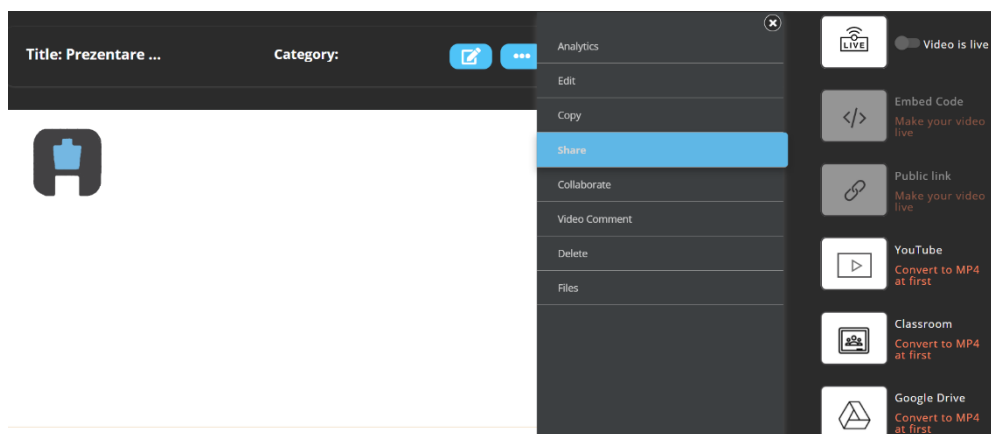 Title: Prezentare ...
Category:
Analytics
Edit
Copy
Share
Collaborate
Video Comment
Delete
Files
LIVE
Video is live
Embed Code
Make your video
live
Public link
Make your video
live
YouTube
Convert to MP4
at first
Classroom
Convert to MP4
at first
Google Drive
Convert to MP4
at first